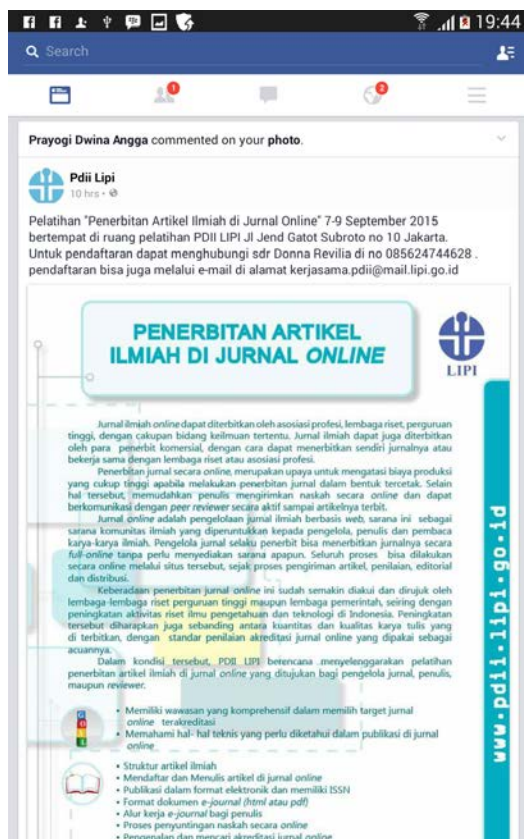 19:44
Search
1
2
Prayogi Dwina Angga commented on your photo.
Pdii Lipi
10 hrs
Pelatihan "Penerbitan Artikel Ilmiah di Jurnal Online" 7-9 September 2015
bertempat di ruang pelatihan PDII LIPI Jl Jend Gatot Subroto no 10 Jakarta.
Untuk pendaftaran dapat menghubungi sdr Donna Revilia di no 085624744628 .
pendaftaran bisa juga melalui e-mail di alamat kerjasama.pdii@mail.lipi.go.id
PENERBITAN ARTIKEL
ILMIAH DI JURNAL ONLINE
LIPI
Jurnal ilmiah online dapat diterbitkan oleh asosiasi profesi, lembaga riset, perguruan
tinggi, dengan cakupan bidang keilmuan tertentu. Jurnal ilmiah dapat juga diterbitkan
oleh para penerbit komersial, dengan cara dapat menerbitkan sendiri jurnalnya atau
bekerja sama dengan lembaga riset atau asosiasi profesi.
Penerbitan jurnal secara online, merupakan upaya untuk mengatasi biaya produksi
yang cukup tinggi apabila melakukan penerbitan jurnal dalam bentuk tercetak. Selain
hal tersebut, memudahkan penulis mengirimkan naskah secara online dan dapat
berkomunikasi dengan peer reviewer secara aktif sampai artikelnya terbit.
Jurnal online adalah pengelolaan jurnal ilmiah berbasis web, sarana ini sebagai
sarana komunitas ilmiah yang diperuntukkan kepada pengelola, penulis dan pembaca
karya-karya ilmiah. Pengelola jurnal selaku penerbit bisa menerbitkan jurnalnya secara
full-online tanpa perlu menyediakan sarana apapun. Seluruh proses bisa dilakukan
secara online melalui situs tersebut, sejak proses pengiriman artikel, penilaian, editorial
dan distribusi.
Keberadaan penerbitan jurnal online ini sudah semakin diakui dan dirujuk oleh
lembaga-lembaga riset perguruan tinggi maupun lembaga pemerintah, seiring dengan
peningkatan aktivitas riset ilmu pengetahuan dan teknologi di Indonesia. Peningkatan
tersebut diharapkan juga sebanding antara kuantitas dan kualitas karya tulis yang
di terbitkan, dengan standar penilaian akreditasi jurnal online yang dipakai sebagai
acuannya.
Dalam kondisi tersebut, PDII LIPI berencana menyelenggarakan pelatihan
penerbitan artikel ilmiah di jurnal online yang ditujukan bagi pengelola jurnal, penulis,
maupun reviewer.
www.pdii.lipi.go.id
• Memiliki wawasan yang komprehensif dalam memilih target jurnal
online terakreditasi
• Memahami hal- hal teknis yang perlu diketahui dalam publikasi di jurnal
online
• Struktur artikel ilmiah
• Mendaftar dan Menulis artikel di jurnal online
• Publikasi dalam format elektronik dan memiliki ISSN
• Format dokumen e-journal (html atau pdf)
• Alur kerja e-journal bagi penulis
• Proses penyuntingan naskah secara online
• Pengenalan dan mencari akreditasi jurnal online